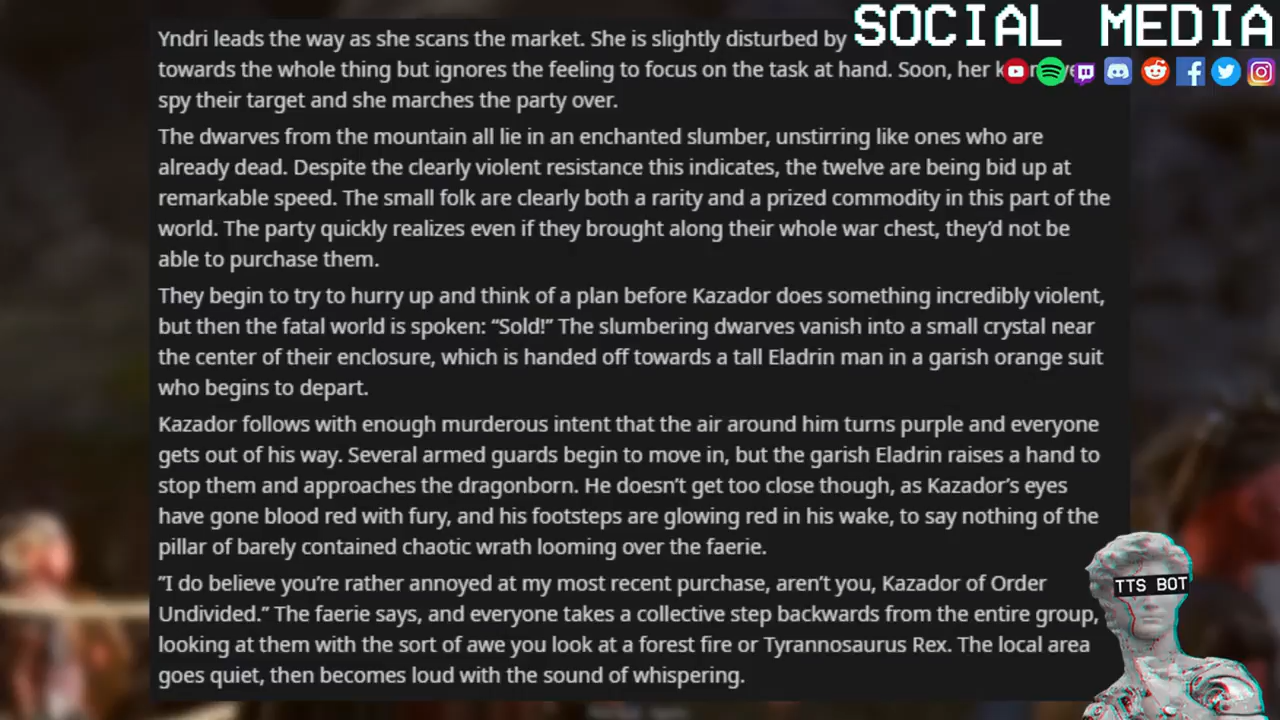 SOCIAL MEDIA
Yndri leads the way as she scans the market. She is slightly disturbed by
towards the whole thing but ignores the feeling to focus on the task at hand. Soon, her
spy their target and she marches the party over.
The dwarves from the mountain all lie in an enchanted slumber, unstirring like ones who are
already dead. Despite the clearly violent resistance this indicates, the twelve are being bid up at
remarkable speed. The small folk are clearly both a rarity and a prized commodity in this part of the
world. The party quickly realizes even if they brought along their whole war chest, they'd not be
able to purchase them.
They begin to try to hurry up and think of a plan before Kazador does something incredibly violent,
but then the fatal world is spoken: “Sold!” The slumbering dwarves vanish into a small crystal near
the center of their enclosure, which is handed off towards a tall Eladrin man in a garish orange suit
who begins to depart.
Kazador follows with enough murderous intent that the air around him turns purple and everyone
gets out of his way. Several armed guards begin to move in, but the garish Eladrin raises a hand to
stop them and approaches the dragonborn. He doesn't get too close though, as Kazador's eyes
have gone blood red with fury, and his footsteps are glowing red in his wake, to say nothing of the
pillar of barely contained chaotic wrath looming over the faerie.
”I do believe you're rather annoyed at my most recent purchase, aren't you, Kazador of Order
Undivided.” The faerie says, and everyone takes a collective step backwards from the entire group,
looking at them with the sort of awe you look at a forest fire or Tyrannosaurus Rex. The local area
goes quiet, then becomes loud with the sound of whispering.
TTS BOT